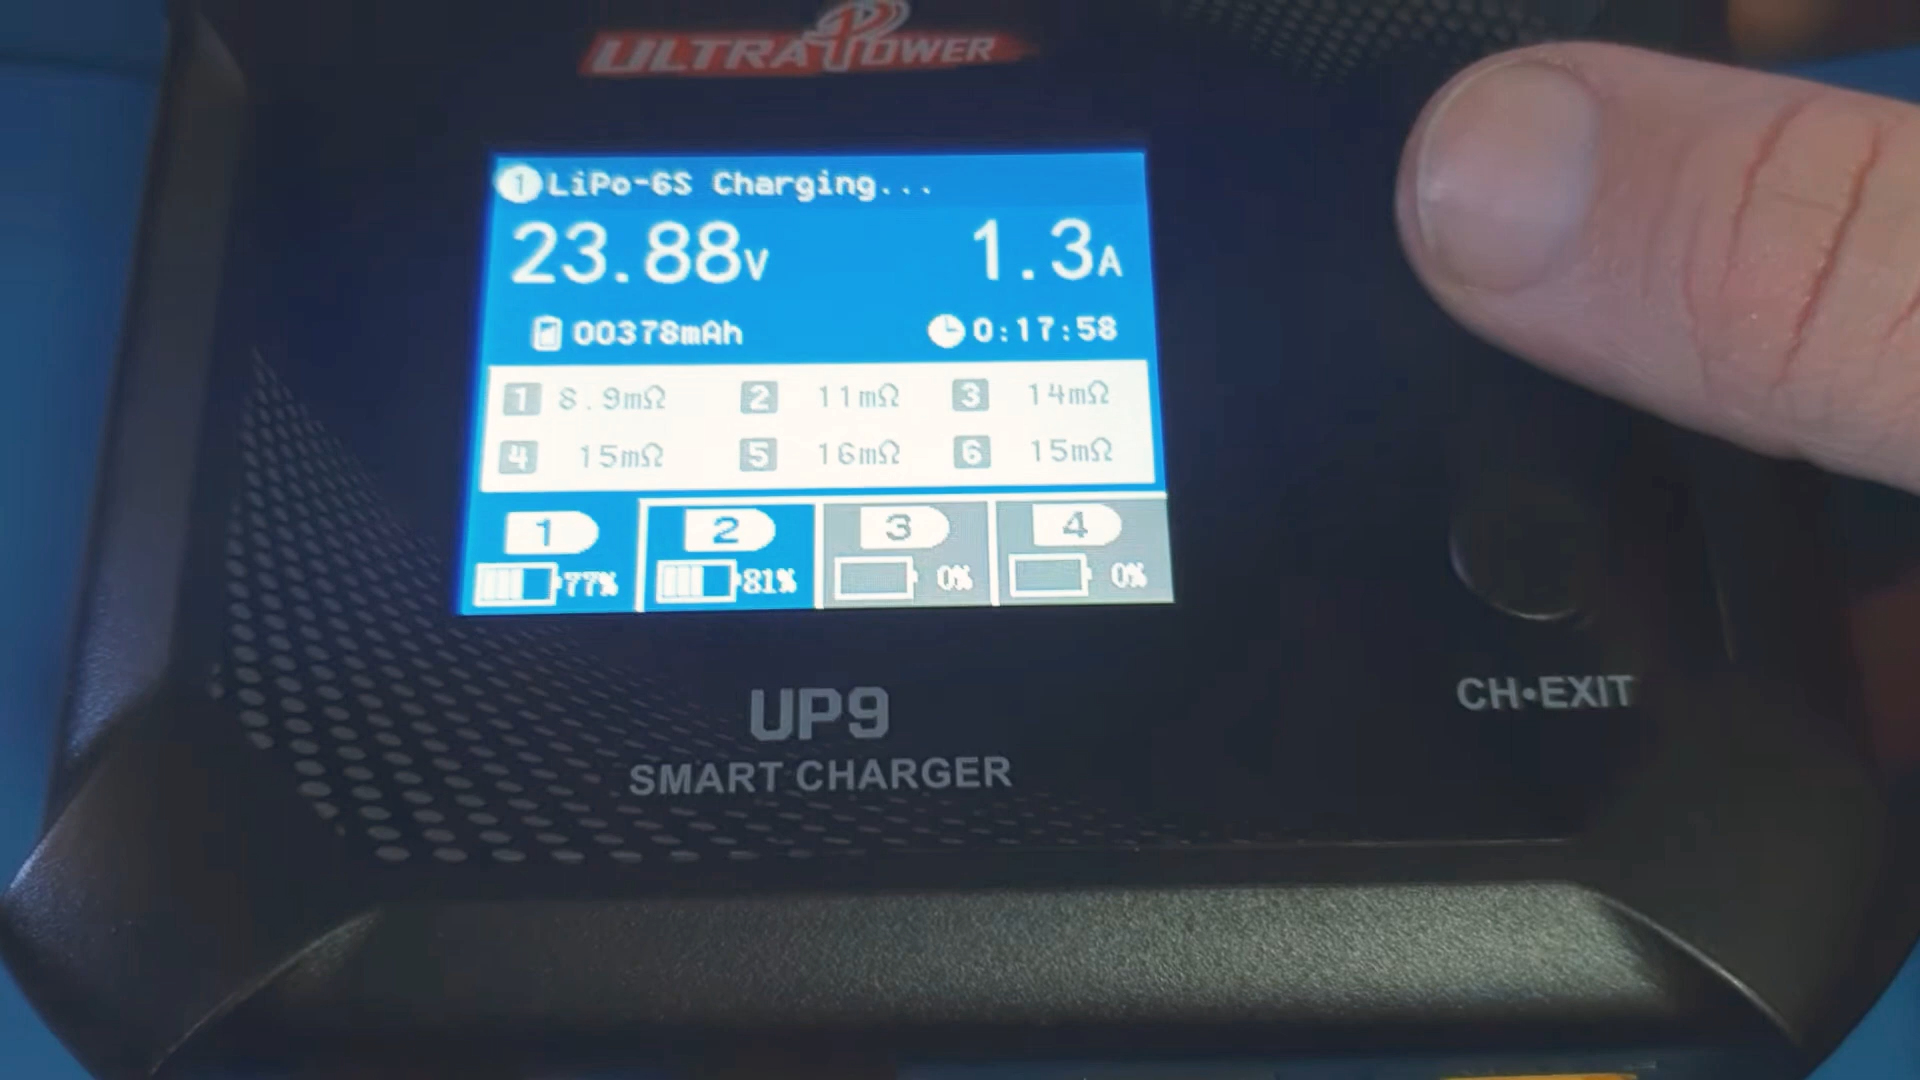 ULTRAPOWER
1 LiPo-6S Charging...
23.88V 1.3A
00378mAh 0:17:58
1 8.9mΩ 2 11mΩ 3 14mΩ
4 15mΩ 5 16mΩ 6 15mΩ
1 2 3 4
77% 81% 0% 0%
CH•EXIT
UP9
SMART CHARGER